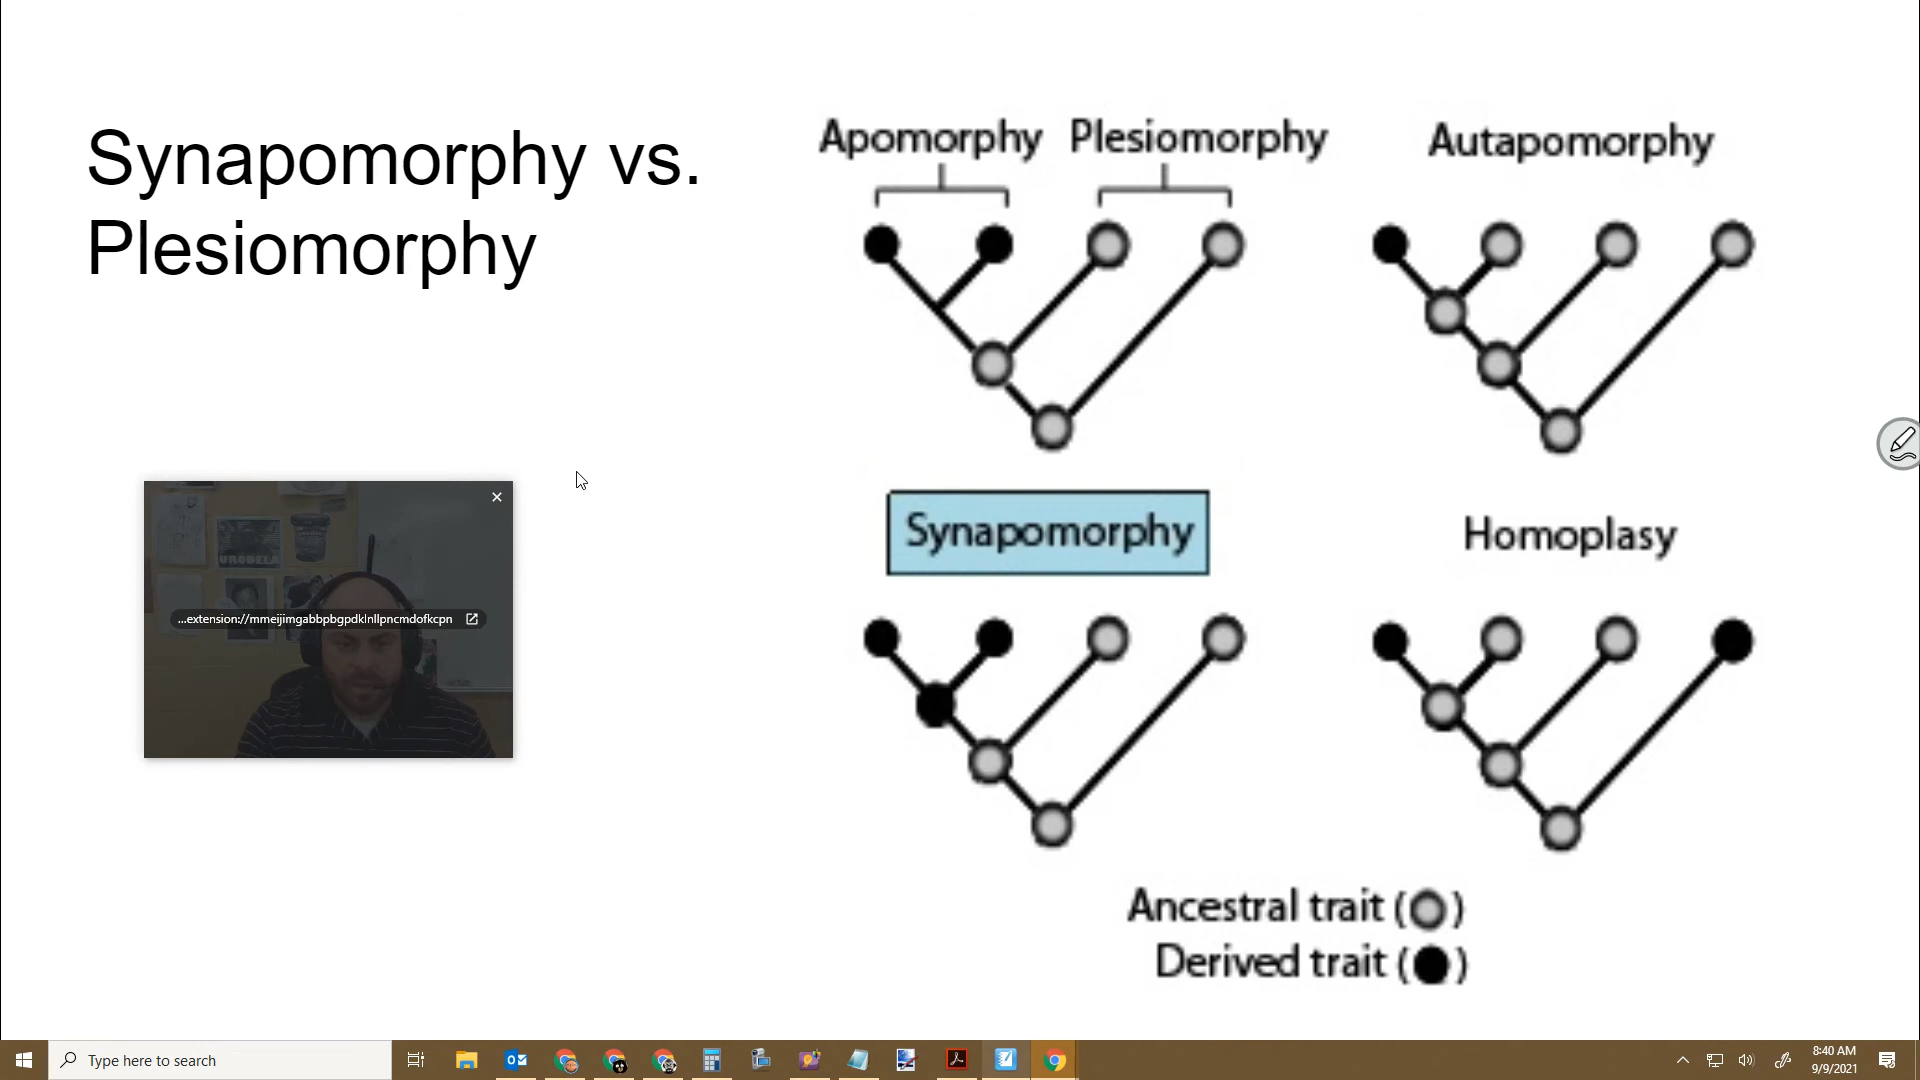 Synapomorphy vs.
Plesiomorphy
Apomorphy
Plesiomorphy
Autapomorphy
Synapomorphy
Homoplasy
Ancestral trait ( )
Derived trait ( )
URODELA
...extension://mmeijimgabbpbgpdklnllpncmdofkcpn
Type here to search
8:40 AM
9/9/2021